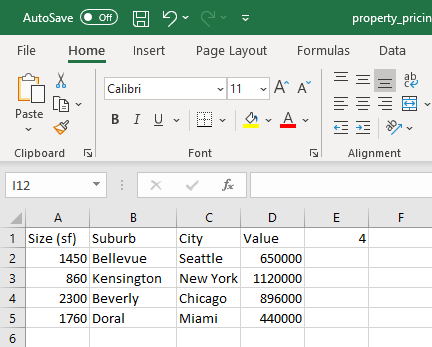 AutoSave Off property_pricin
File Home Insert Page Layout Formulas Data
Paste Calibri 11 A A ab
B I U A A
Clipboard Font Alignment
I12 fx
A B C D E F
1 Size (sf) Suburb City Value 4
2 1450 Bellevue Seattle 650000
3 860 Kensington New York 1120000
4 2300 Beverly Chicago 896000
5 1760 Doral Miami 440000
6